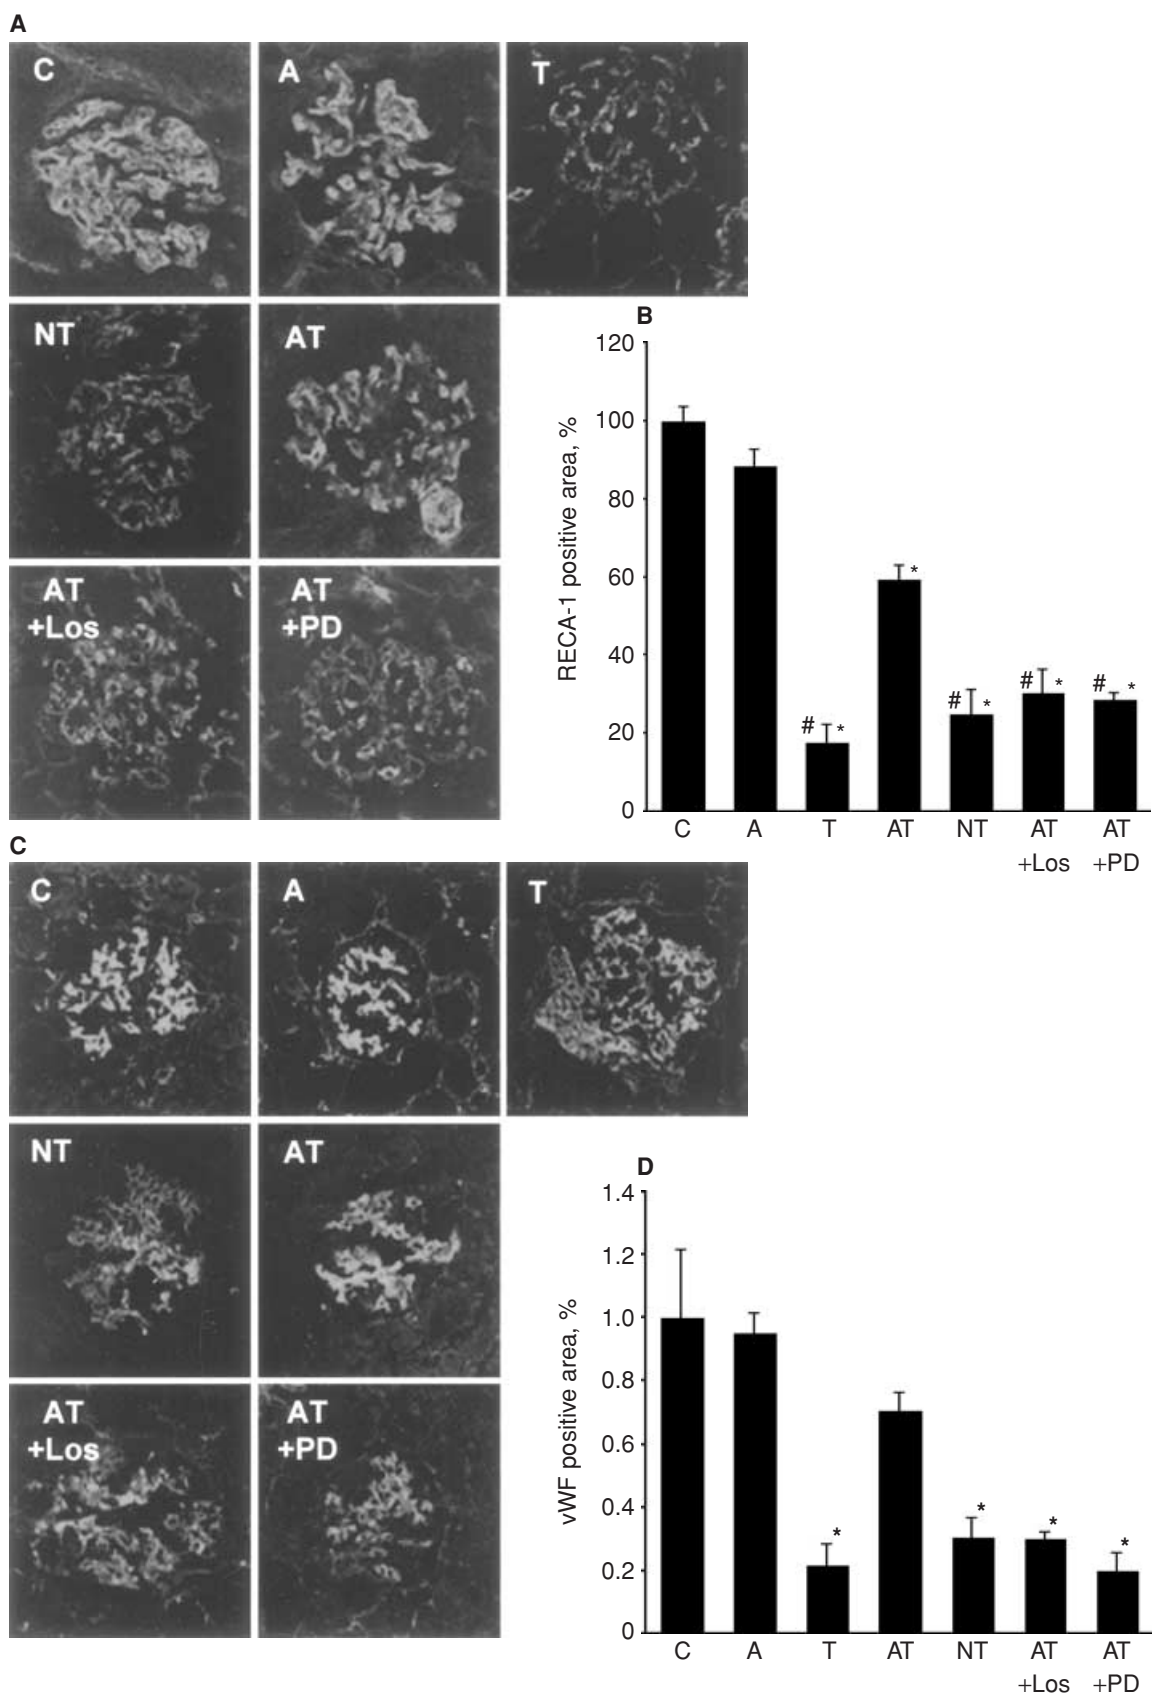 A
C
A
T
NT
AT
AT
+Los
AT
+PD
B
RECA-1 positive area, %
120
100
80
60
40
20
0
# *
*
# *
# *
# *
C A T AT NT AT AT
+Los +PD
C
C
A
T
NT
AT
AT
+Los
AT
+PD
D
vWF positive area, %
1.4
1.2
1.0
0.8
0.6
0.4
0.2
0
*
*
*
*
C A T AT NT AT AT
+Los +PD